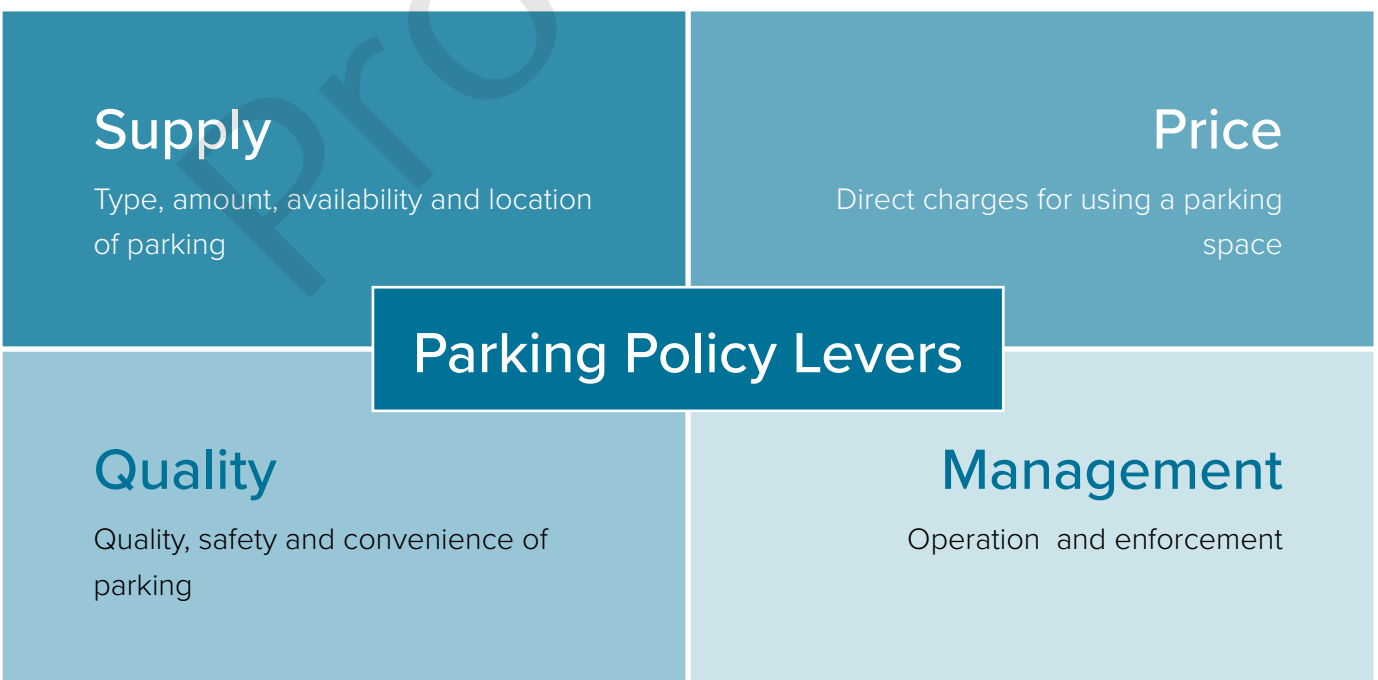 Supply
Type, amount, availability and location
of parking
Price
Direct charges for using a parking
space
Parking Policy Levers
Quality
Quality, safety and convenience of
parking
Management
Operation  and enforcement
Pro